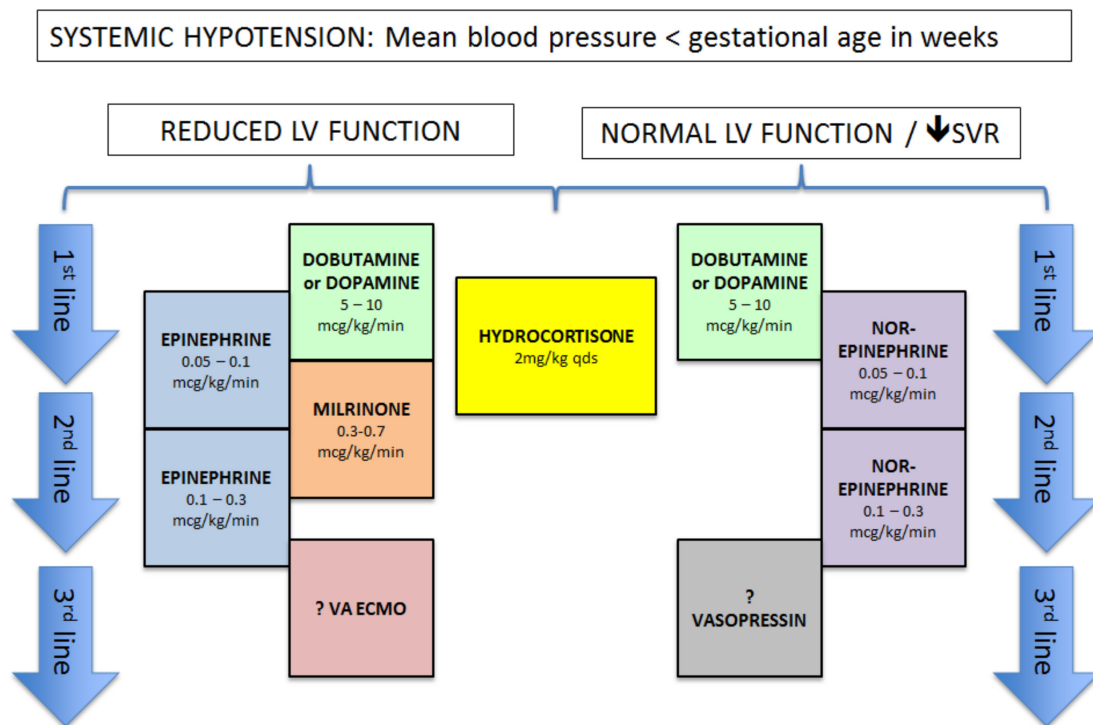 SYSTEMIC HYPOTENSION: Mean blood pressure < gestational age in weeks
REDUCED LV FUNCTION
NORMAL LV FUNCTION / 🡇SVR
1st line
2nd line
3rd line
EPINEPHRINE
0.05 – 0.1
mcg/kg/min
EPINEPHRINE
0.1 – 0.3
mcg/kg/min
DOBUTAMINE
or DOPAMINE
5 – 10
mcg/kg/min
MILRINONE
0.3-0.7
mcg/kg/min
? VA ECMO
HYDROCORTISONE
2mg/kg qds
DOBUTAMINE
or DOPAMINE
5 – 10
mcg/kg/min
?
VASOPRESSIN
NOR-
EPINEPHRINE
0.05 – 0.1
mcg/kg/min
NOR-
EPINEPHRINE
0.1 – 0.3
mcg/kg/min
1st line
2nd line
3rd line